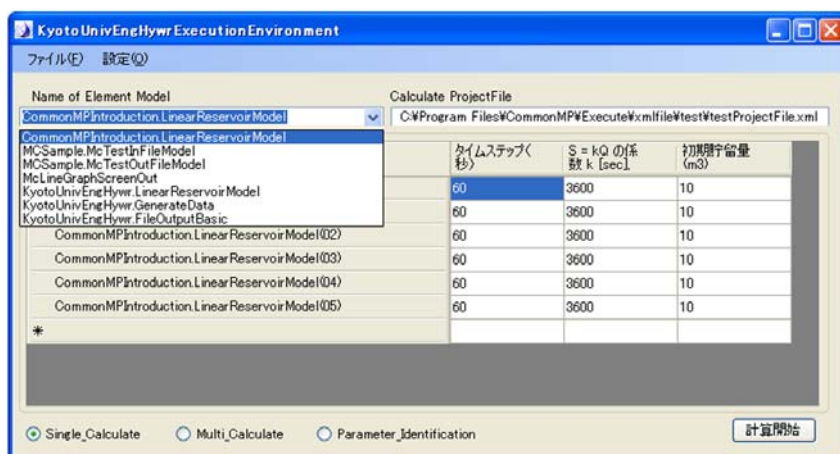 KyotoUnivEngHywrExecutionEnvironment
ファイル(F) 設定(O)
Name of Element Model
Calculate ProjectFile
CommonMPIntroduction.LinearReservoirModel
C:¥Program Files¥CommonMP¥Execute¥xmlfile¥test¥testProjectFile.xml
CommonMPIntroduction.LinearReservoirModel
MCSample.McTestInFileModel
MCSample.McTestOutFileModel
McLineGraphScreenOut
KyotoUnivEngHywr.LinearReservoirModel
KyotoUnivEngHywr.GenerateData
KyotoUnivEngHywr.FileOutputBasic
タイムステップ(
秒)
S = kQ の係
数 k [sec]
初期貯留量
(m3)
60 3600 10
60 3600 10
CommonMPIntroduction.LinearReservoirModel(02) 60 3600 10
CommonMPIntroduction.LinearReservoirModel(03) 60 3600 10
CommonMPIntroduction.LinearReservoirModel(04) 60 3600 10
CommonMPIntroduction.LinearReservoirModel(05) 60 3600 10
*
Single_Calculate Multi_Calculate Parameter_Identification
計算開始